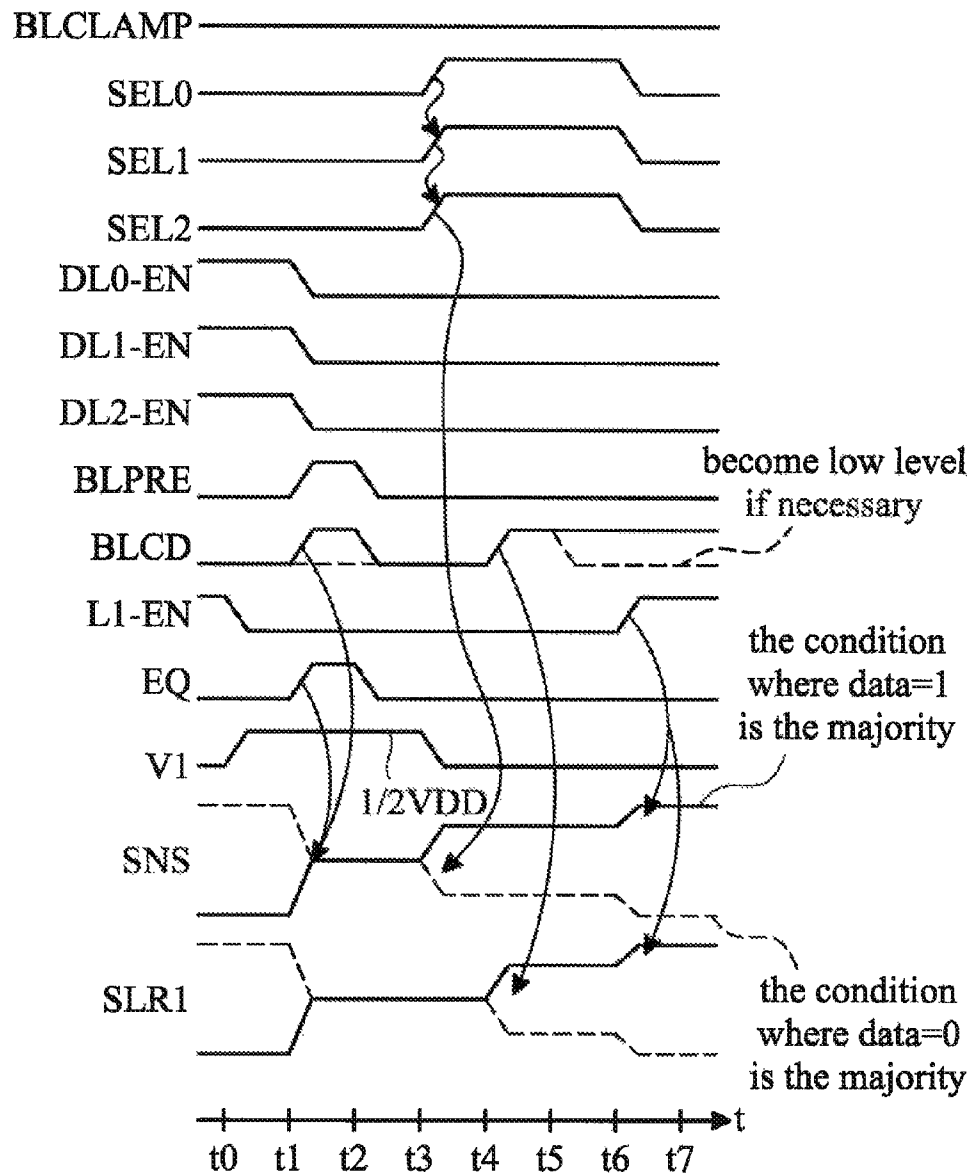 BLCLAMP
SEL0
SEL1
SEL2
DL0-EN
DL1-EN
DL2-EN
BLPRE
become low level
if necessary
BLCD
L1-EN
the condition
where data=1
is the majority
EQ
V1
1/2VDD
SNS
SLR1
the condition
where data=0
is the majority
t
t0 t1 t2 t3 t4 t5 t6 t7